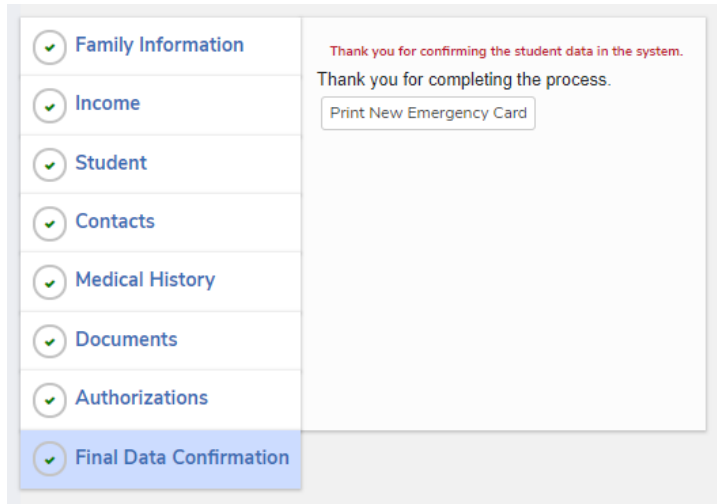 Family Information
Income
Student
Contacts
Medical History
Documents
Authorizations
Final Data Confirmation
Thank you for confirming the student data in the system.
Thank you for completing the process.
Print New Emergency Card